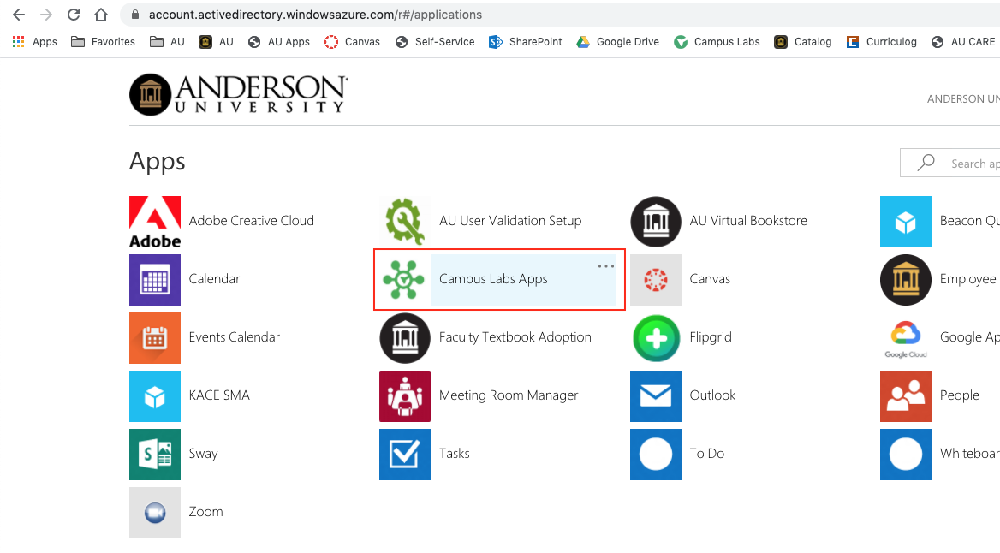 account.activedirectory.windowsazure.com/r#/applications
Apps Favorites AU AU AU Apps Canvas Self-Service SharePoint Google Drive Campus Labs Catalog Curriculog AU CARE
ANDERSON
UNIVERSITY
ANDERSON UN
Apps
Search ap
Adobe
Adobe Creative Cloud
AU User Validation Setup
AU Virtual Bookstore
Beacon Qu
Calendar
Campus Labs Apps
...
Canvas
Employee
Events Calendar
Faculty Textbook Adoption
Flipgrid
Google Cloud
Google Ap
KACE SMA
Meeting Room Manager
Outlook
People
S
Sway
Tasks
To Do
Whiteboar
Zoom